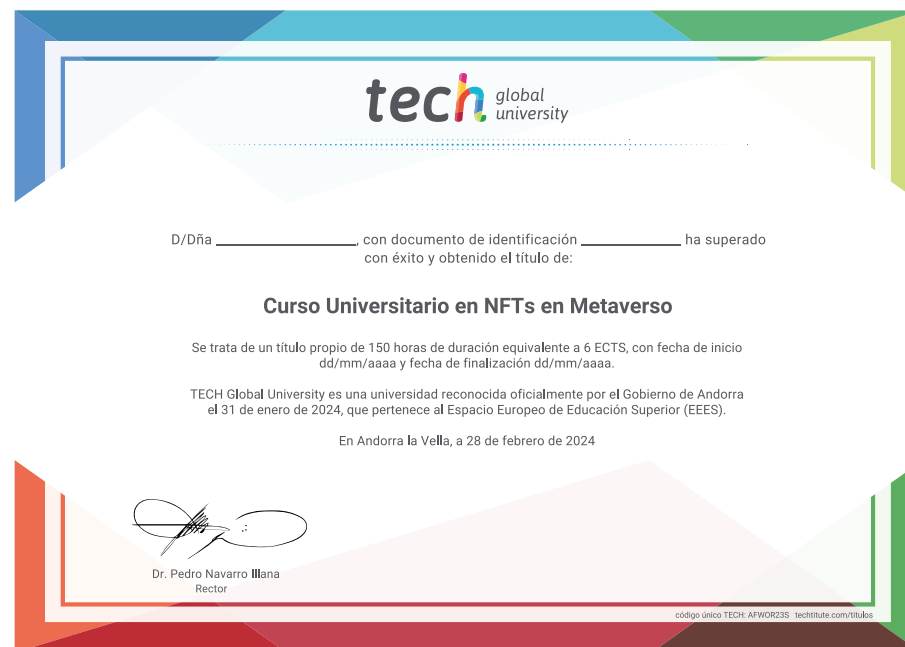 tech global
university
D/Dña ________________, con documento de identificación ____________ ha superado
con éxito y obtenido el título de:
Curso Universitario en NFTs en Metaverso
Se trata de un título propio de 150 horas de duración equivalente a 6 ECTS, con fecha de inicio
dd/mm/aaaa y fecha de finalización dd/mm/aaaa.
TECH Global University es una universidad reconocida oficialmente por el Gobierno de Andorra
el 31 de enero de 2024, que pertenece al Espacio Europeo de Educación Superior (EEES).
En Andorra la Vella, a 28 de febrero de 2024
Dr. Pedro Navarro Illana
Rector
código único TECH: AFWOR23S techtitute.com/titulos